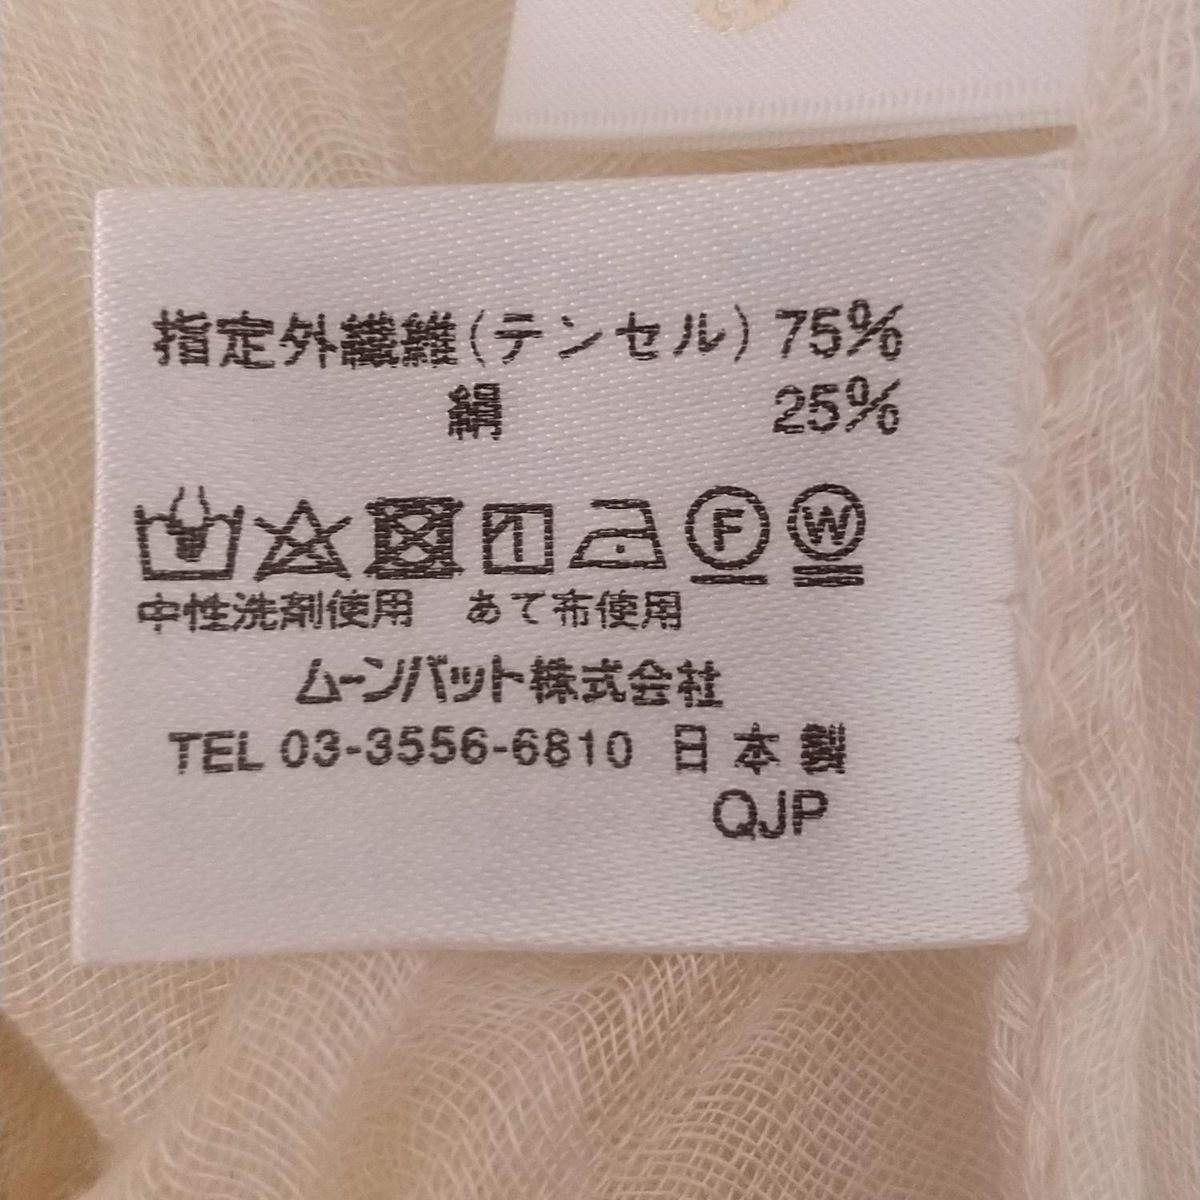 指定外繊維(テンセル) 75%
絹 25%
F W
中性洗剤使用 あて布使用
ムーンバット株式会社
TEL 03-3556-6810 日本製
QJP